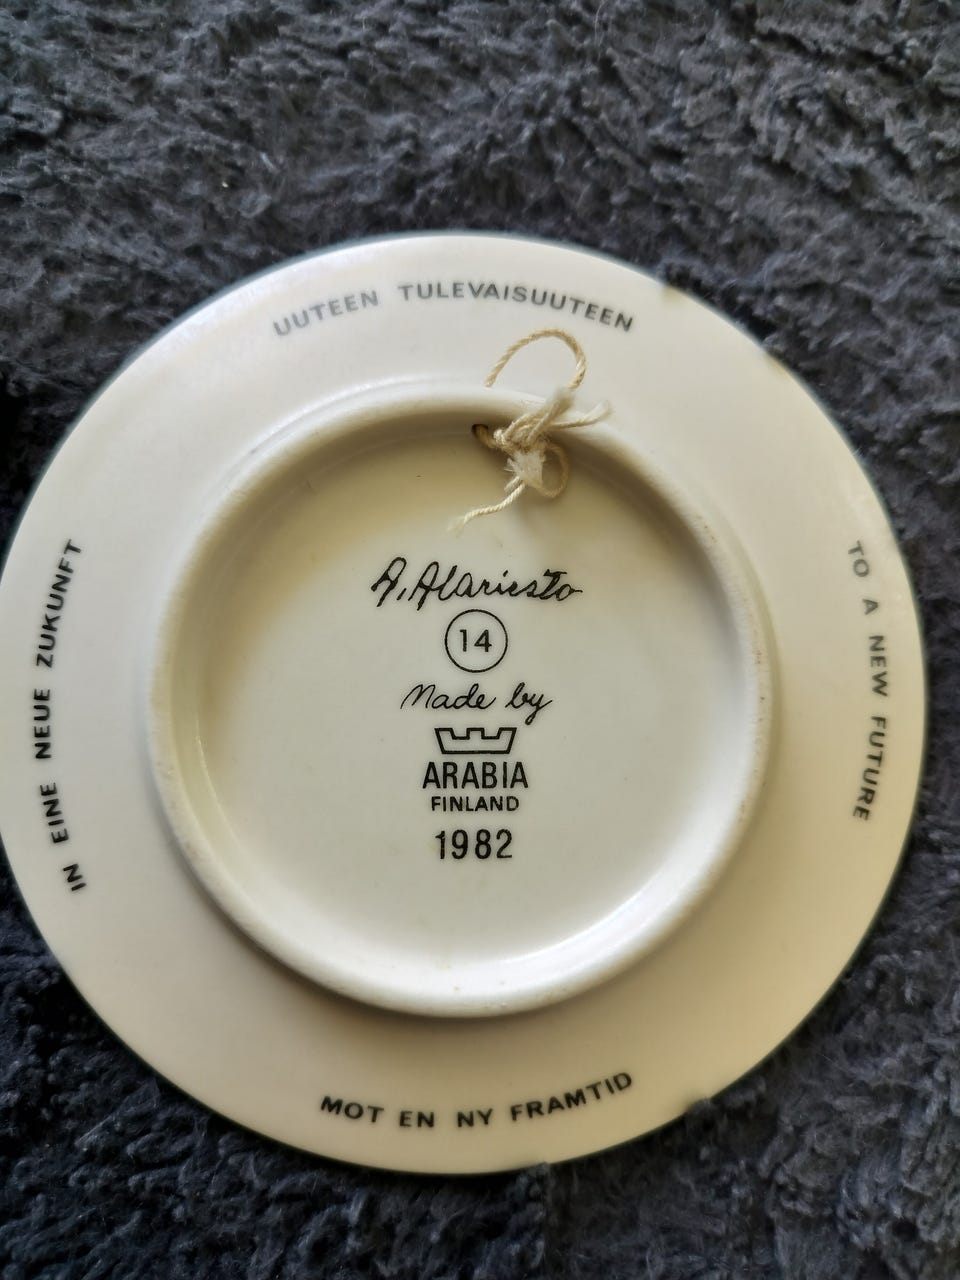 UUTEEN TULEVAISUUTEEN
TO A NEW FUTURE
MOT EN NY FRAMTID
IN EINE NEUE ZUKUNFT
A. Alariesto
14
Made by
ARABIA
FINLAND
1982